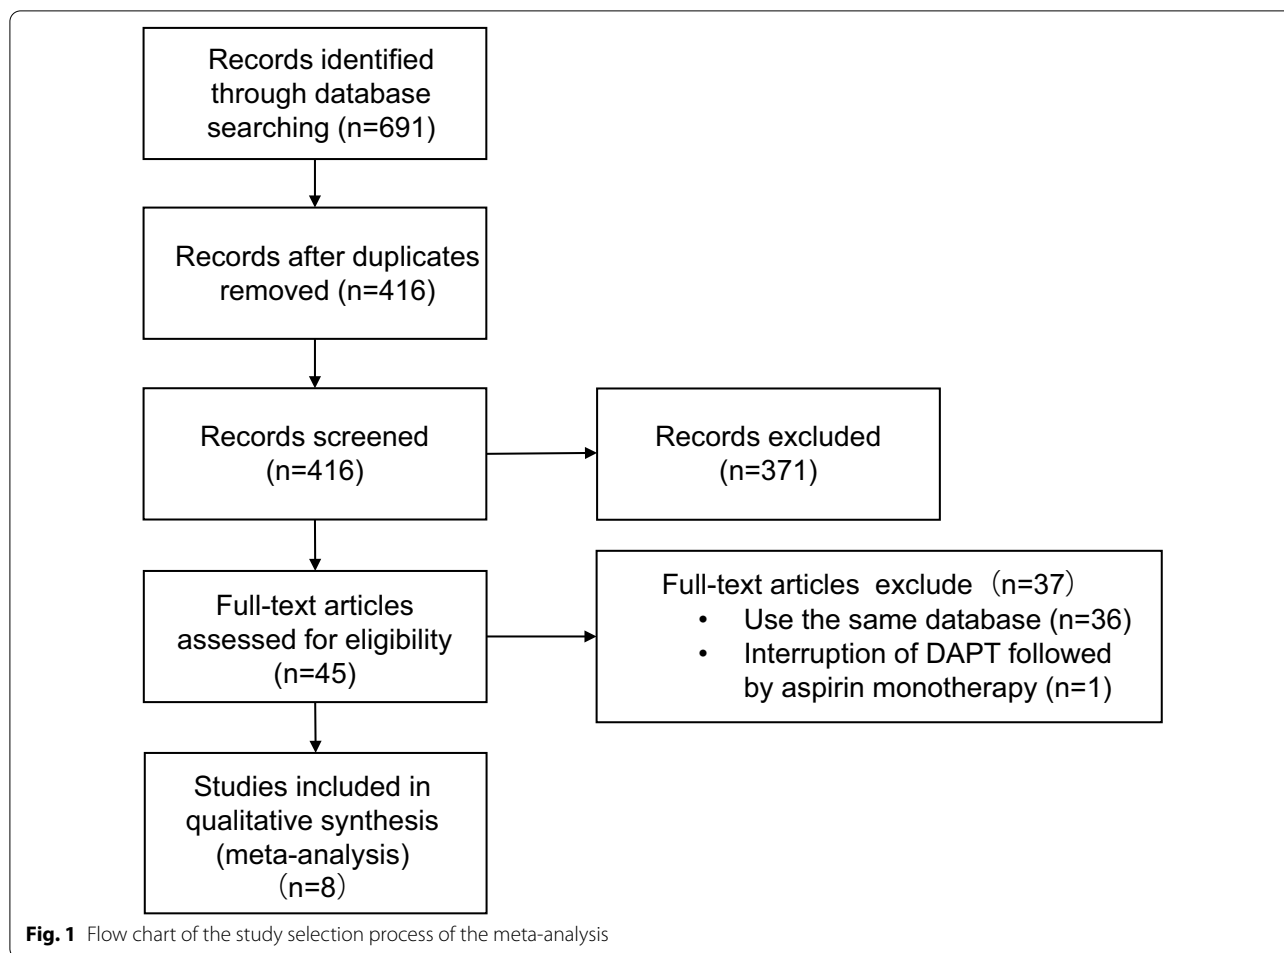 Records identified
through database
searching (n=691)
Records after duplicates
removed (n=416)
Records screened
(n=416)
Records excluded
(n=371)
Full-text articles
assessed for eligibility
(n=45)
Full-text articles  exclude（n=37）
• Use the same database (n=36)
• Interruption of DAPT followed
by aspirin monotherapy (n=1)
Studies included in
qualitative synthesis
(meta-analysis)
（n=8）
Fig. 1 Flow chart of the study selection process of the meta-analysis